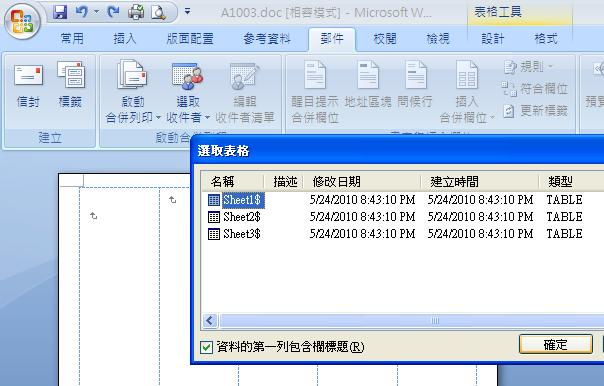 A1003.doc [相容模式] - Microsoft W... 表格工具
常用 插入 版面配置 參考資料 郵件 校閱 檢視 設計 格式
信封 標籤 啟動 合併列印 選取 收件者 編輯 收件者清單 醒目提示 合併欄位 地址區塊 問候行 插入 合併欄位 規則 符合欄位 更新標籤 預覽
建立 啟動合併列印
選取表格
名稱 描述 修改日期 建立時間 類型
Sheet1$ 5/24/2010 8:43:10 PM 5/24/2010 8:43:10 PM TABLE
Sheet2$ 5/24/2010 8:43:10 PM 5/24/2010 8:43:10 PM TABLE
Sheet3$ 5/24/2010 8:43:10 PM 5/24/2010 8:43:10 PM TABLE
資料的第一列包含欄標題(R) 確定